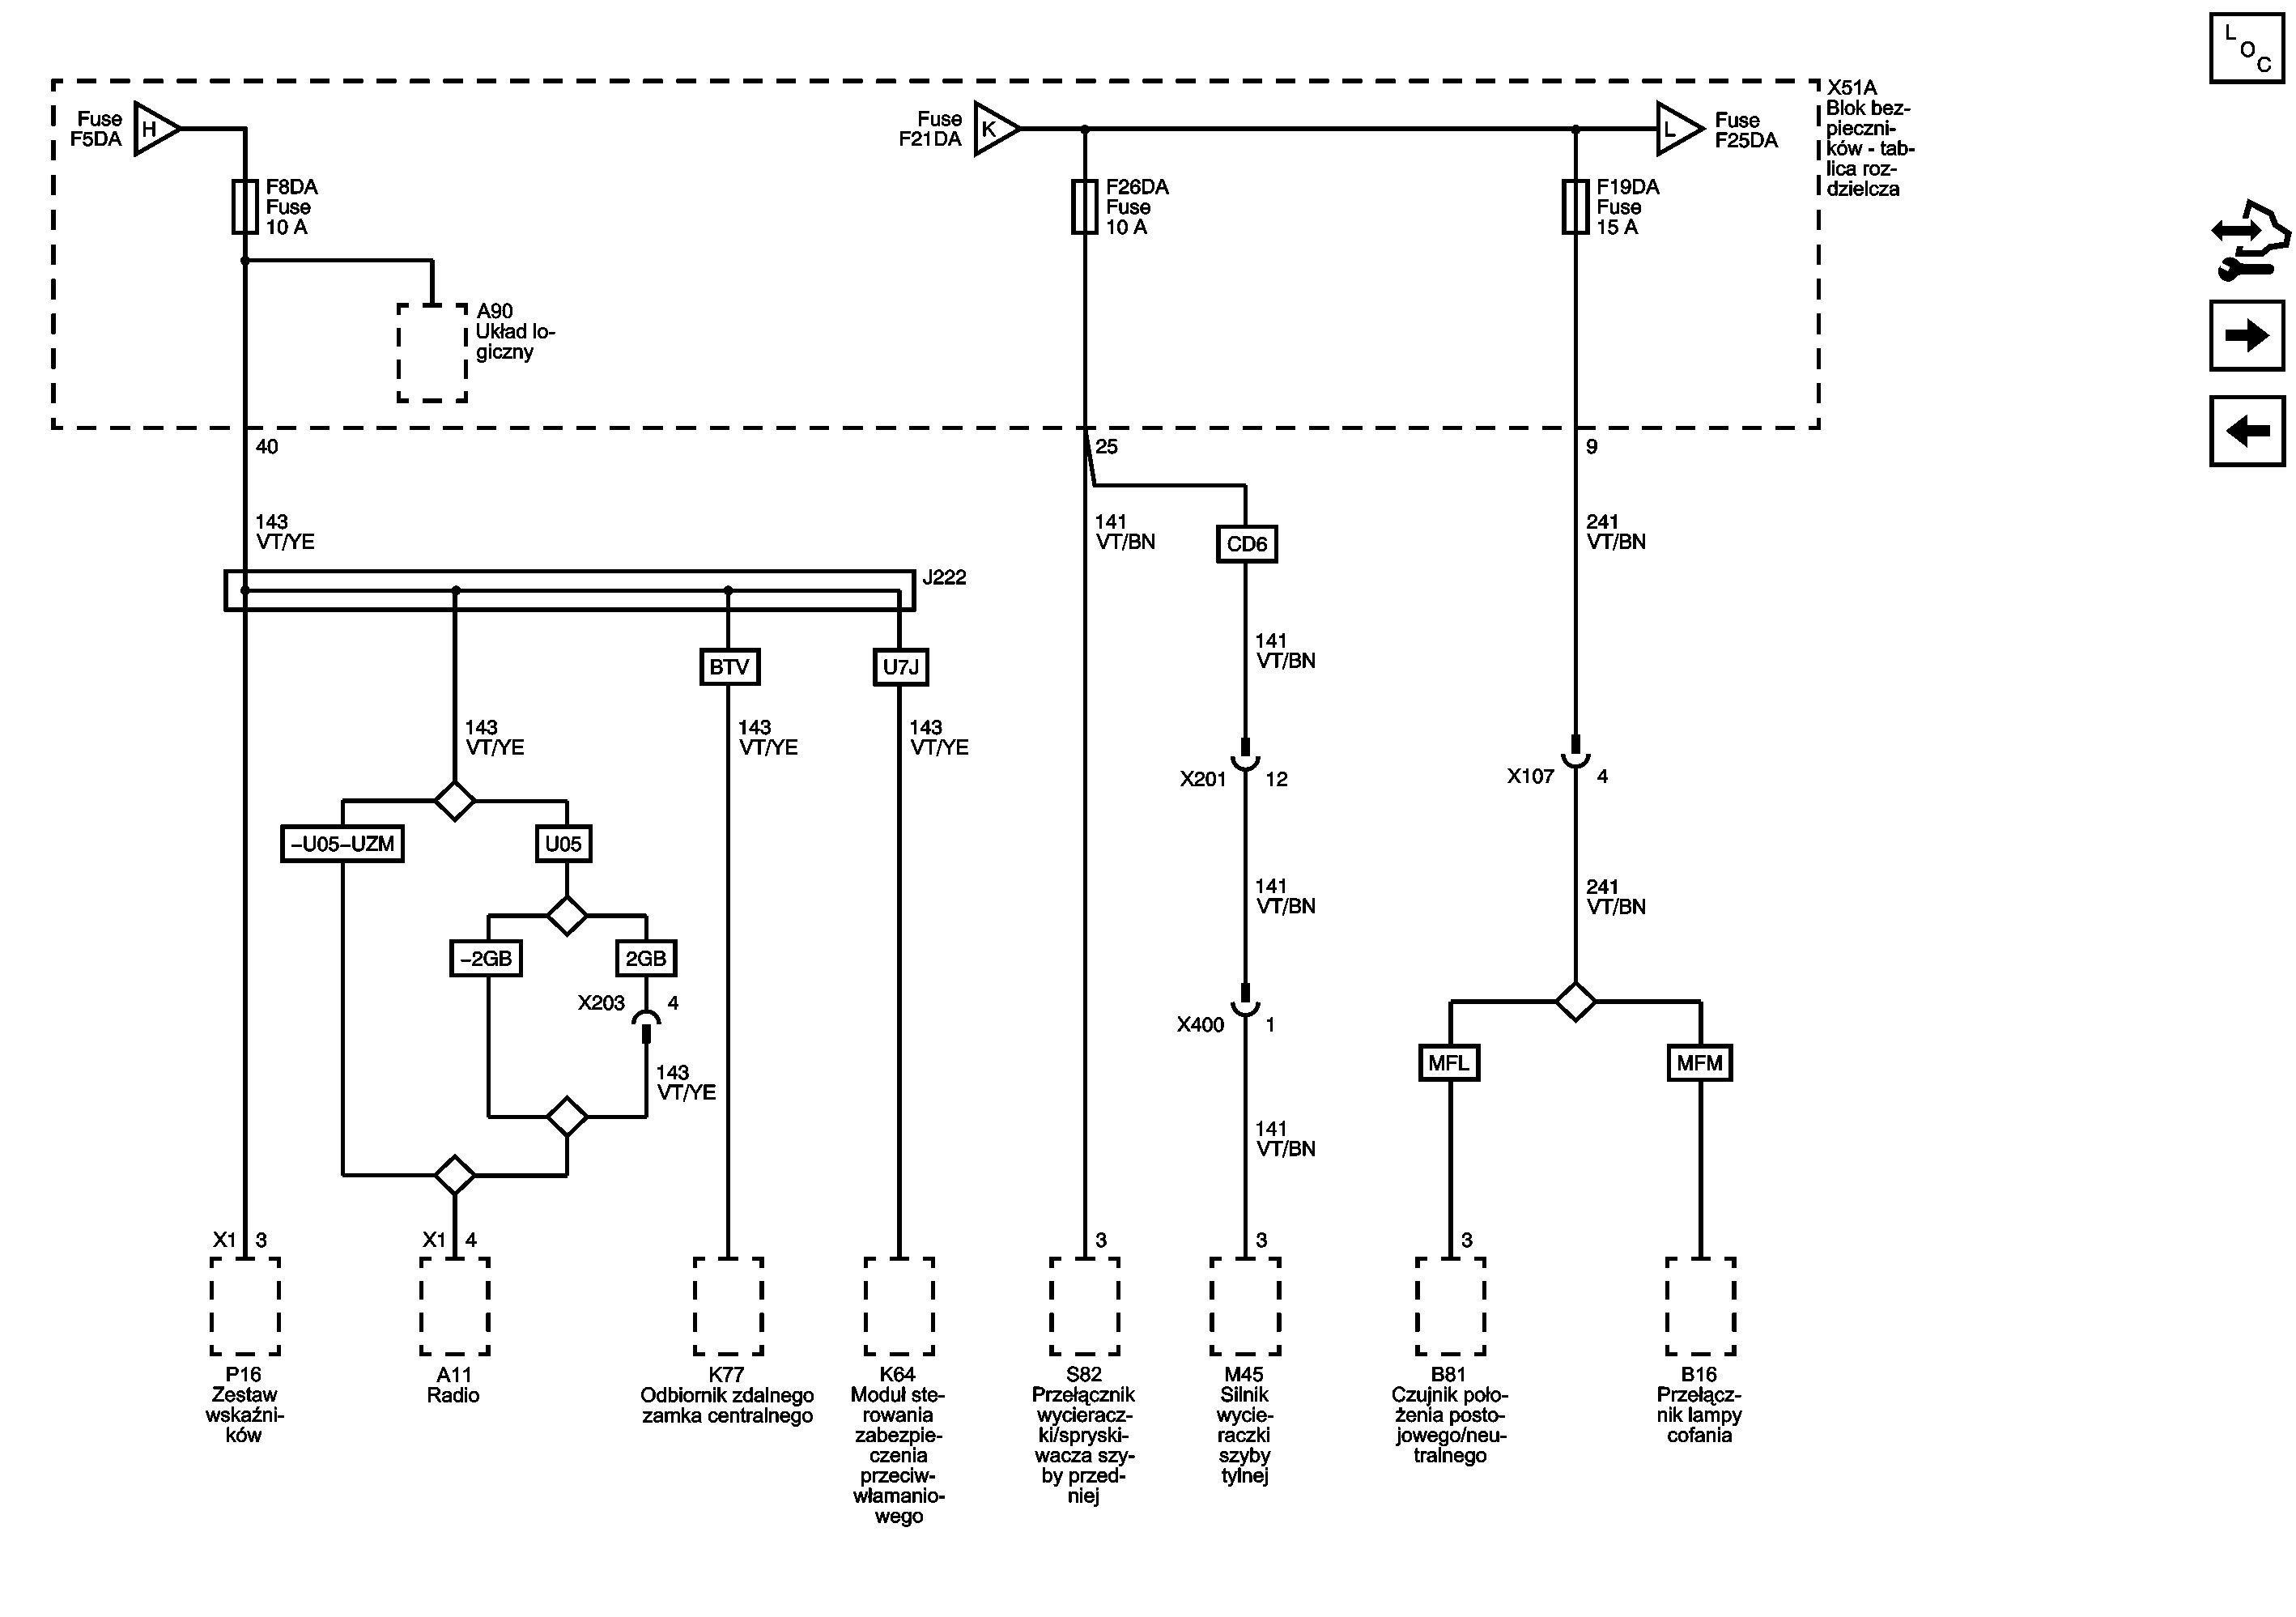 L
O
C
X51A
Blok bez-
pieczni-
ków - tab-
lica roz-
dzielcza
Fuse
F5DA
H
Fuse
F21DA
K
L
Fuse
F25DA
F8DA
Fuse
10 A
F26DA
Fuse
10 A
F19DA
Fuse
15 A
A90
Układ lo-
giczny
40
25
9
143
VT/YE
141
VT/BN
CD6
241
VT/BN
J222
141
VT/BN
BTV
U7J
143
VT/YE
143
VT/YE
143
VT/YE
X201
12
X107
4
–U05–UZM
U05
141
VT/BN
241
VT/BN
–2GB
2GB
X203
4
X400
1
MFL
MFM
143
VT/YE
141
VT/BN
X1
3
X1
4
3
3
3
P16
Zestaw
wskaźni-
ków
A11
Radio
K77
Odbiornik zdalnego
zamka centralnego
K64
Moduł ste-
rowania
zabezpie-
czenia
przeciw-
włamanio-
wego
S82
Przełącznik
wycieracz-
ki/spryski-
wacza szy-
by przed-
niej
M45
Silnik
wycie-
raczki
szyby
tylnej
B81
Czujnik poło-
żenia posto-
jowego/neu-
tralnego
B16
Przełącz-
nik lampy
cofania